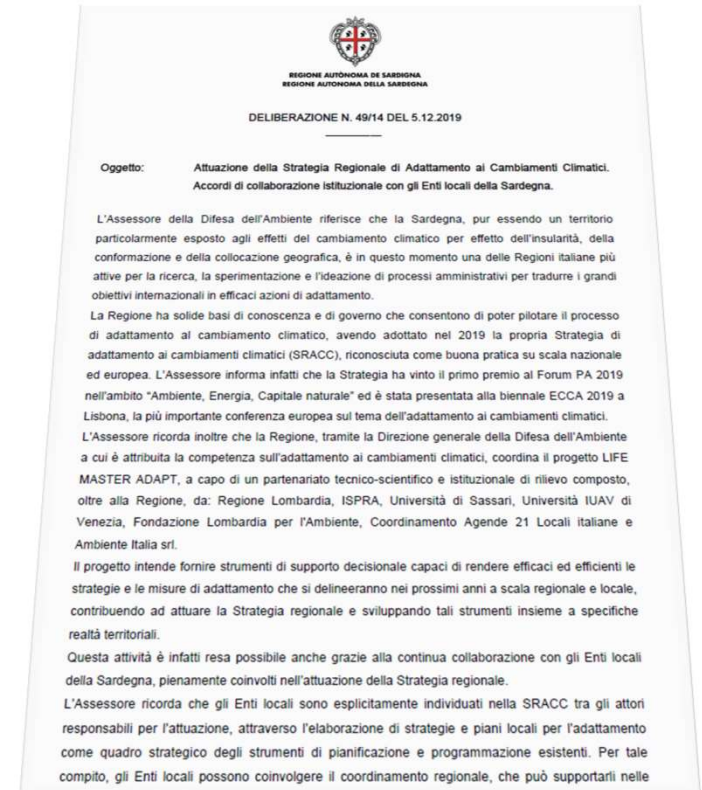 REGIONE AUTÒNOMA DE SARDIGNA
REGIONE AUTONOMA DELLA SARDEGNA
DELIBERAZIONE N. 49/14 DEL 5.12.2019
Oggetto: Attuazione della Strategia Regionale di Adattamento ai Cambiamenti Climatici.
Accordi di collaborazione istituzionale con gli Enti locali della Sardegna.
L'Assessore della Difesa dell'Ambiente riferisce che la Sardegna, pur essendo un territorio
particolarmente esposto agli effetti del cambiamento climatico per effetto dell'insularità, della
conformazione e della collocazione geografica, è in questo momento una delle Regioni italiane più
attive per la ricerca, la sperimentazione e l'ideazione di processi amministrativi per tradurre i grandi
obiettivi internazionali in efficaci azioni di adattamento.
La Regione ha solide basi di conoscenza e di governo che consentono di poter pilotare il processo
di adattamento al cambiamento climatico, avendo adottato nel 2019 la propria Strategia di
adattamento ai cambiamenti climatici (SRACC), riconosciuta come buona pratica su scala nazionale
ed europea. L'Assessore informa infatti che la Strategia ha vinto il primo premio al Forum PA 2019
nell'ambito "Ambiente, Energia, Capitale naturale" ed è stata presentata alla biennale ECCA 2019 a
Lisbona, la più importante conferenza europea sul tema dell'adattamento ai cambiamenti climatici.
L'Assessore ricorda inoltre che la Regione, tramite la Direzione generale della Difesa dell'Ambiente
a cui è attribuita la competenza sull'adattamento ai cambiamenti climatici, coordina il progetto LIFE
MASTER ADAPT, a capo di un partenariato tecnico-scientifico e istituzionale di rilievo composto,
oltre alla Regione, da: Regione Lombardia, ISPRA, Università di Sassari, Università IUAV di
Venezia, Fondazione Lombardia per l'Ambiente, Coordinamento Agende 21 Locali italiane e
Ambiente Italia srl.
Il progetto intende fornire strumenti di supporto decisionale capaci di rendere efficaci ed efficienti le
strategie e le misure di adattamento che si delineeranno nei prossimi anni a scala regionale e locale,
contribuendo ad attuare la Strategia regionale e sviluppando tali strumenti insieme a specifiche
realtà territoriali.
Questa attività è infatti resa possibile anche grazie alla continua collaborazione con gli Enti locali
della Sardegna, pienamente coinvolti nell'attuazione della Strategia regionale.
L'Assessore ricorda che gli Enti locali sono esplicitamente individuati nella SRACC tra gli attori
responsabili per l'attuazione, attraverso l'elaborazione di strategie e piani locali per l'adattamento
come quadro strategico degli strumenti di pianificazione e programmazione esistenti. Per tale
compito, gli Enti locali possono coinvolgere il coordinamento regionale, che può supportarli nelle